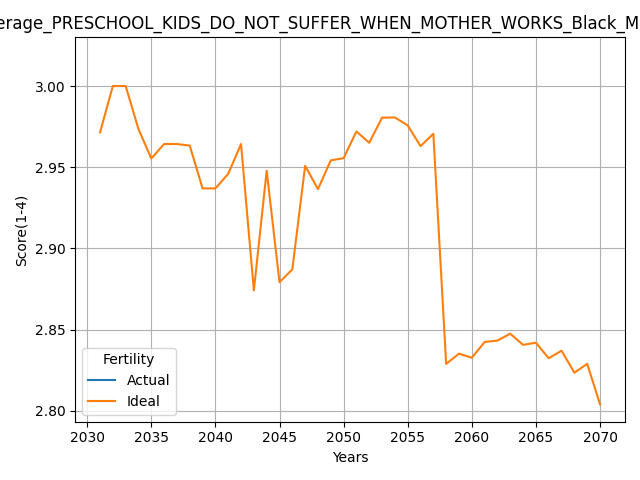 erage_PRESCHOOL_KIDS_DO_NOT_SUFFER_WHEN_MOTHER_WORKS_Black_M
3.00
2.95
2.90
2.85
2.80
Score(1-4)
Fertility
Actual
Ideal
2030 2035 2040 2045 2050 2055 2060 2065 2070
Years